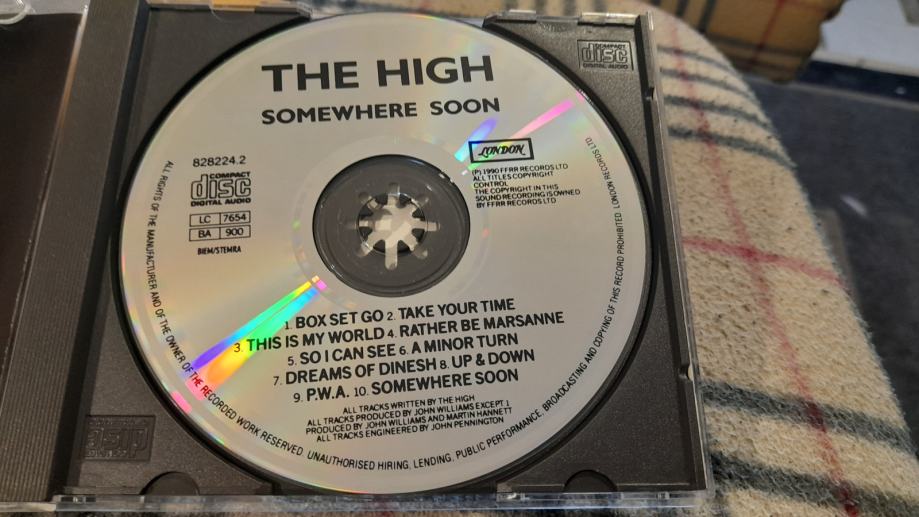 THE HIGH
SOMEWHERE SOON
828224.2
COMPACT
disc
DIGITAL AUDIO
LC 7654
BA 900
BIEM/STEMRA
LONDON
(P) 1990 FFRR RECORDS LTD
ALL TITLES COPYRIGHT
CONTROL
THE COPYRIGHT IN THIS
SOUND RECORDING IS OWNED
BY FFRR RECORDS LTD
1. BOX SET GO 2. TAKE YOUR TIME
3. THIS IS MY WORLD 4. RATHER BE MARSANNE
5. SO I CAN SEE 6. A MINOR TURN
7. DREAMS OF DINESH 8. UP & DOWN
9. P.W.A. 10. SOMEWHERE SOON
ALL TRACKS WRITTEN BY THE HIGH
ALL TRACKS PRODUCED BY JOHN WILLIAMS EXCEPT 1
PRODUCED BY JOHN WILLIAMS AND MARTIN HANNETT
ALL TRACKS ENGINEERED BY JOHN PENNINGTON
ALL RIGHTS OF THE MANUFACTURER AND OF THE OWNER OF THE RECORDED WORK RESERVED. UNAUTHORISED HIRING, LENDING, PUBLIC PERFORMANCE, BROADCASTING AND COPYING OF THIS RECORD PROHIBITED LONDON RECORDS LTD.
COMPACT
disc
DIGITAL AUDIO